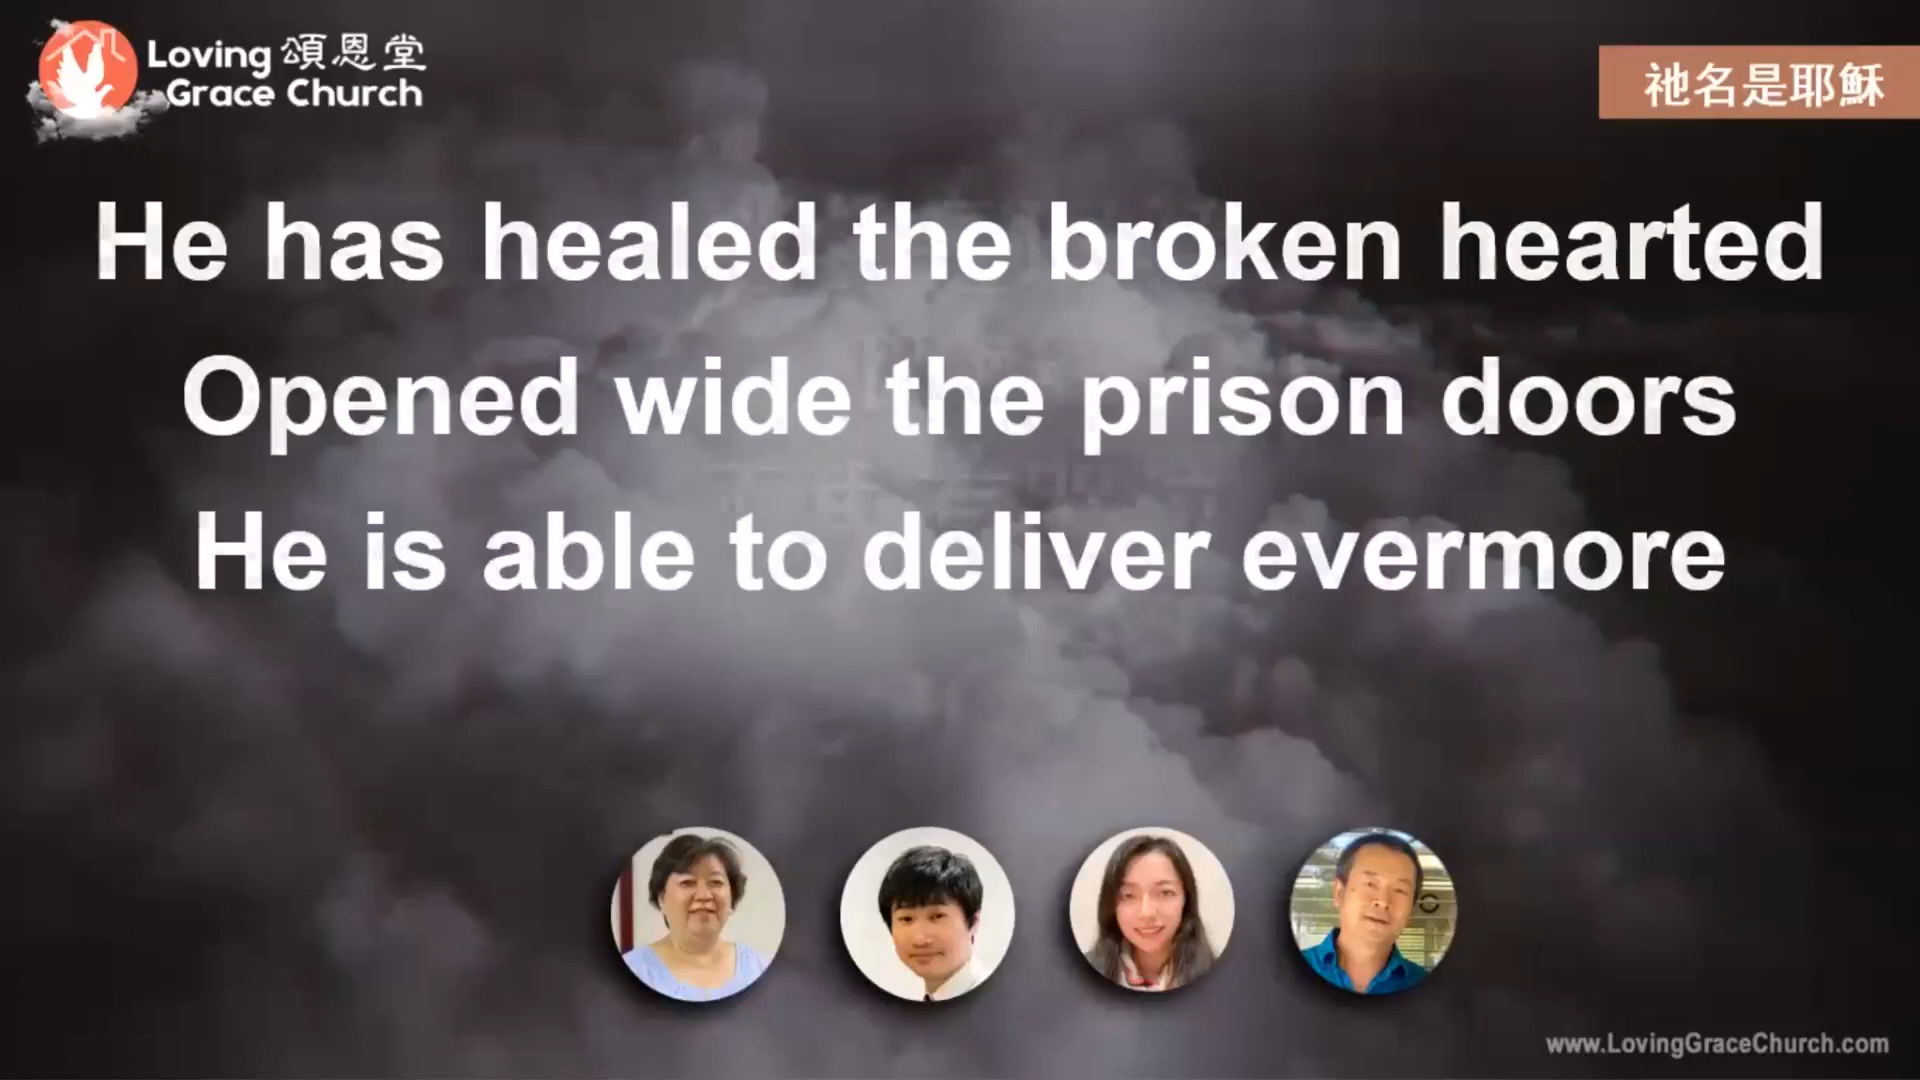 Loving 頌恩堂
Grace Church
祂名是耶穌
He has healed the broken hearted
Opened wide the prison doors
He is able to deliver evermore
www.LovingGraceChurch.com